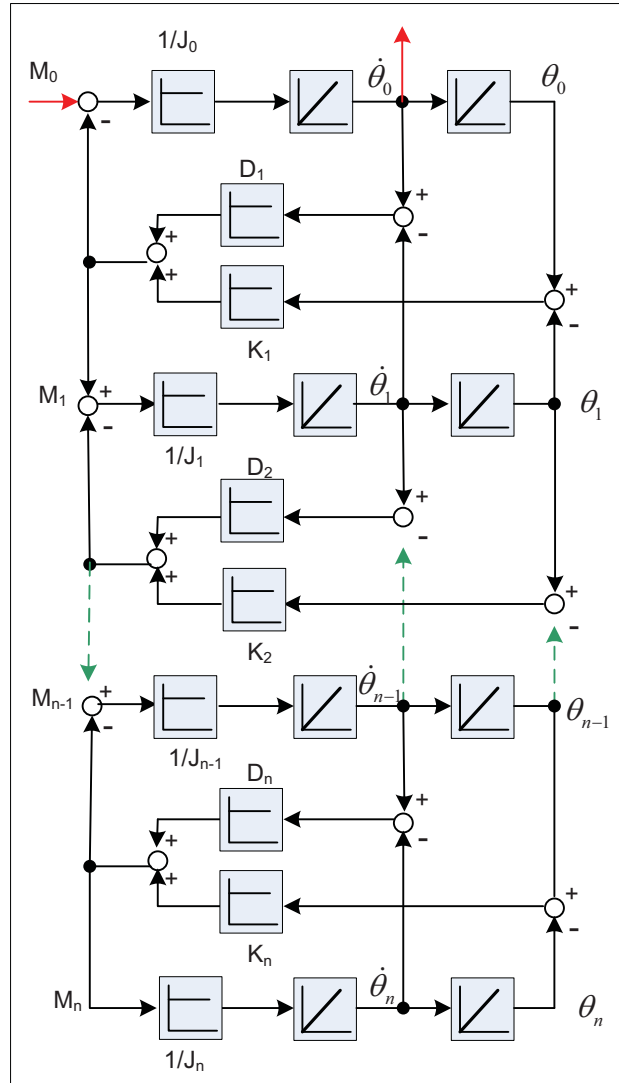 1/J₀
M₀
θ̇₀
θ₀
-
D₁
+
-
+
+
+
-
K₁
M₁
+
-
θ̇₁
θ₁
1/J₁
D₂
+
-
+
+
+
-
K₂
Mₙ₋₁
+
-
θ̇ₙ₋₁
θₙ₋₁
1/Jₙ₋₁
Dₙ
+
-
+
+
+
-
Kₙ
Mₙ
θ̇ₙ
θₙ
1/Jₙ